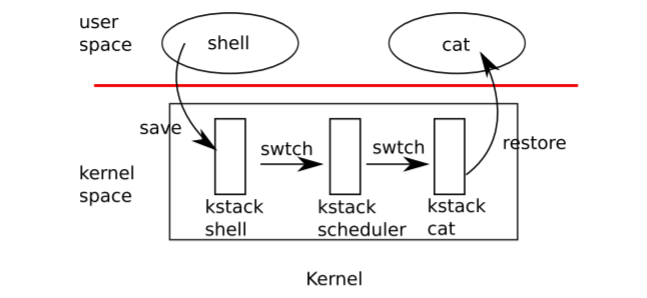 user
space
shell
cat
save
swtch
swtch
restore
kernel
space
kstack
shell
kstack
scheduler
kstack
cat
Kernel